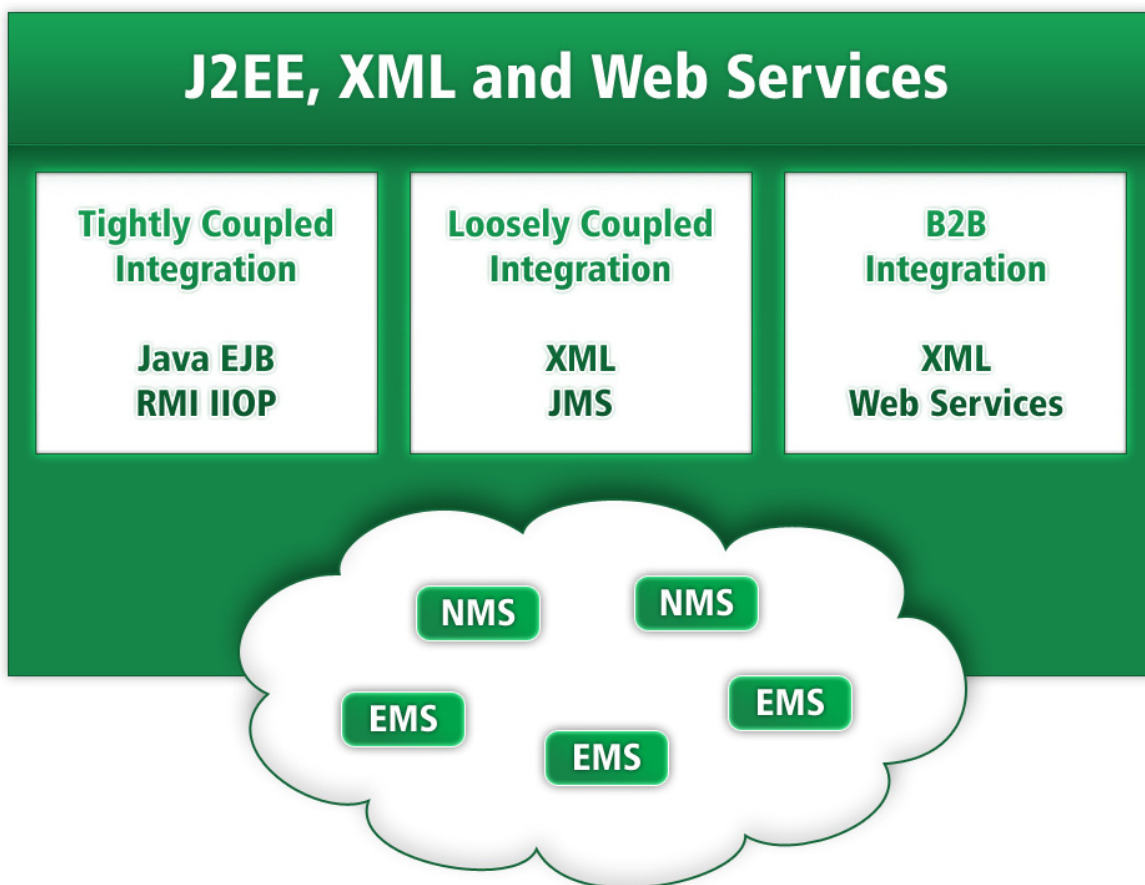 J2EE, XML and Web Services
Tightly Coupled
Integration
Java EJB
RMI IIOP
Loosely Coupled
Integration
XML
JMS
B2B
Integration
XML
Web Services
NMS
NMS
EMS
EMS
EMS